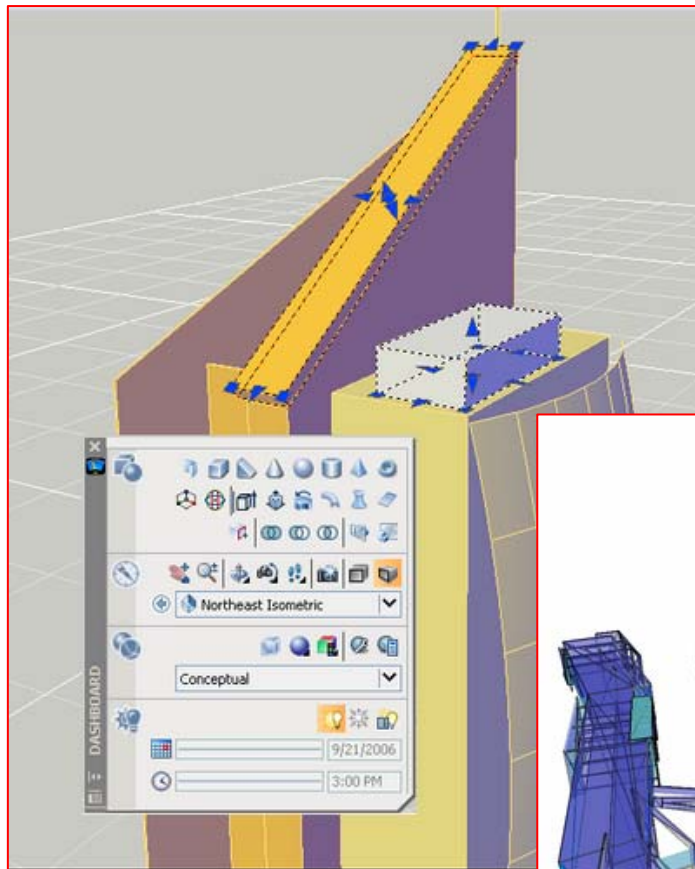 Northeast Isometric
Conceptual
DASHBOARD
9/21/2006
3:00 PM